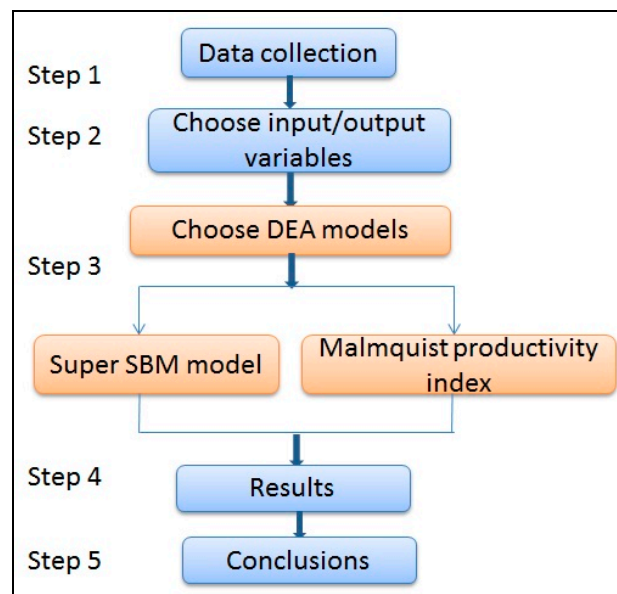 Data collection
Step 1
Choose input/output
variables
Step 2
Choose DEA models
Step 3
Super SBM model
Malmquist productivity
index
Step 4
Results
Step 5
Conclusions